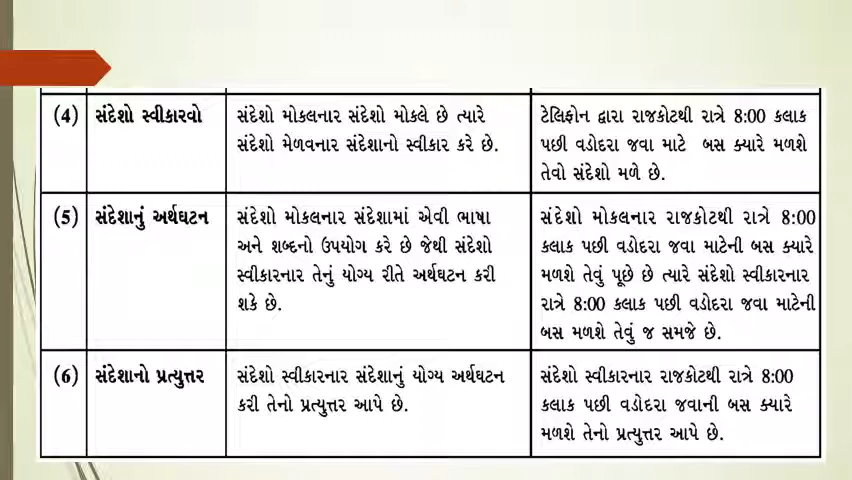 (4) સંદેશો સ્વીકારવો
સંદેશો મોકલનાર સંદેશો મોકલે છે ત્યારે
સંદેશો મેળવનાર સંદેશાનો સ્વીકાર કરે છે.
ટેલિફોન દ્વારા રાજકોટથી રાત્રે 8:00 કલાક
પછી વડોદરા જવા માટે બસ ક્યારે મળશે
તેવો સંદેશો મળે છે.
(5) સંદેશાનું અર્થઘટન
સંદેશો મોકલનાર સંદેશામાં એવી ભાષા
અને શબ્દનો ઉપયોગ કરે છે જેથી સંદેશો
સ્વીકારનાર તેનું યોગ્ય રીતે અર્થઘટન કરી
શકે છે.
સંદેશો મોકલનાર રાજકોટથી રાત્રે 8:00
કલાક પછી વડોદરા જવા માટેની બસ ક્યારે
મળશે તેવું પૂછે છે ત્યારે સંદેશો સ્વીકારનાર
રાત્રે 8:00 કલાક પછી વડોદરા જવા માટેની
બસ મળશે તેવું જ સમજે છે.
(6) સંદેશાનો પ્રત્યુત્તર
સંદેશો સ્વીકારનાર સંદેશાનું યોગ્ય અર્થઘટન
કરી તેનો પ્રત્યુત્તર આપે છે.
સંદેશો સ્વીકારનાર રાજકોટથી રાત્રે 8:00
કલાક પછી વડોદરા જવાની બસ ક્યારે
મળશે તેનો પ્રત્યુત્તર આપે છે.